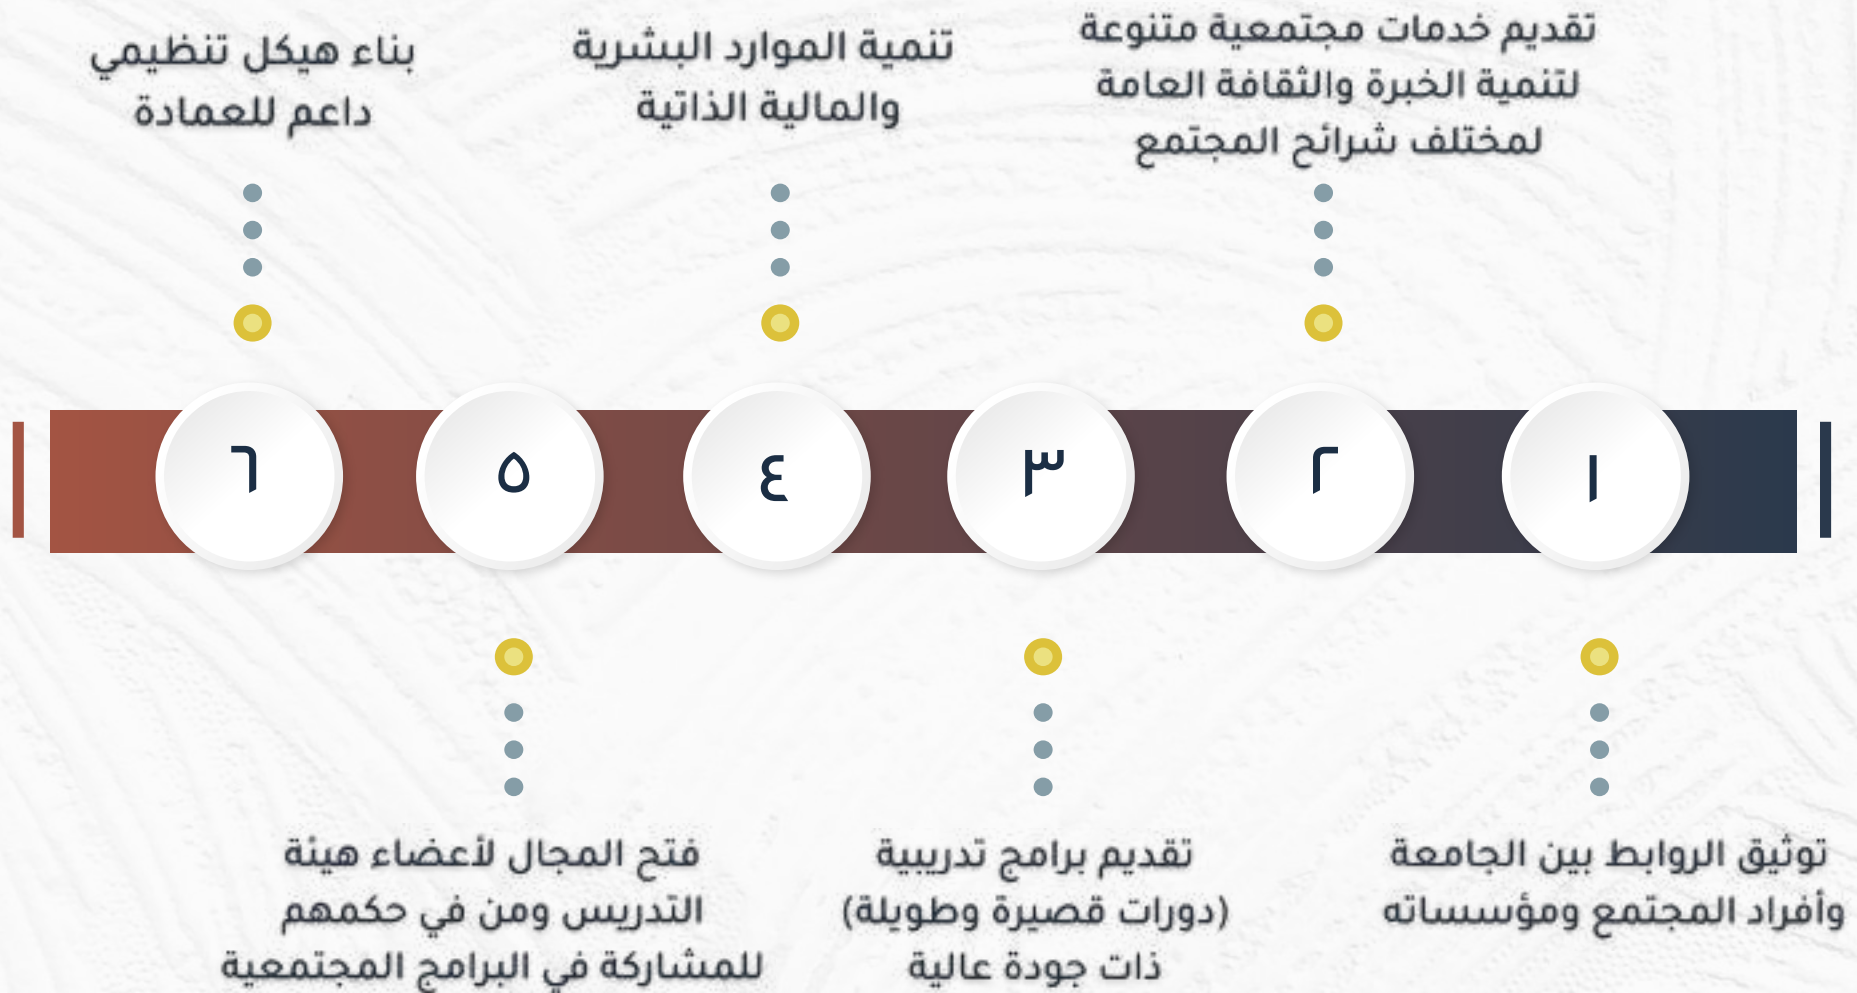 تقديم خدمات مجتمعية متنوعة
لتنمية الخبرة والثقافة العامة
لمختلف شرائح المجتمع
تنمية الموارد البشرية
والمالية الذاتية
بناء هيكل تنظيمي
داعم للعمادة
١
٢
٣
٤
٥
٦
توثيق الروابط بين الجامعة
وأفراد المجتمع ومؤسساته
تقديم برامج تدريبية
(دورات قصيرة وطويلة)
ذات جودة عالية
فتح المجال لأعضاء هيئة
التدريس ومن في حكمهم
للمشاركة في البرامج المجتمعية